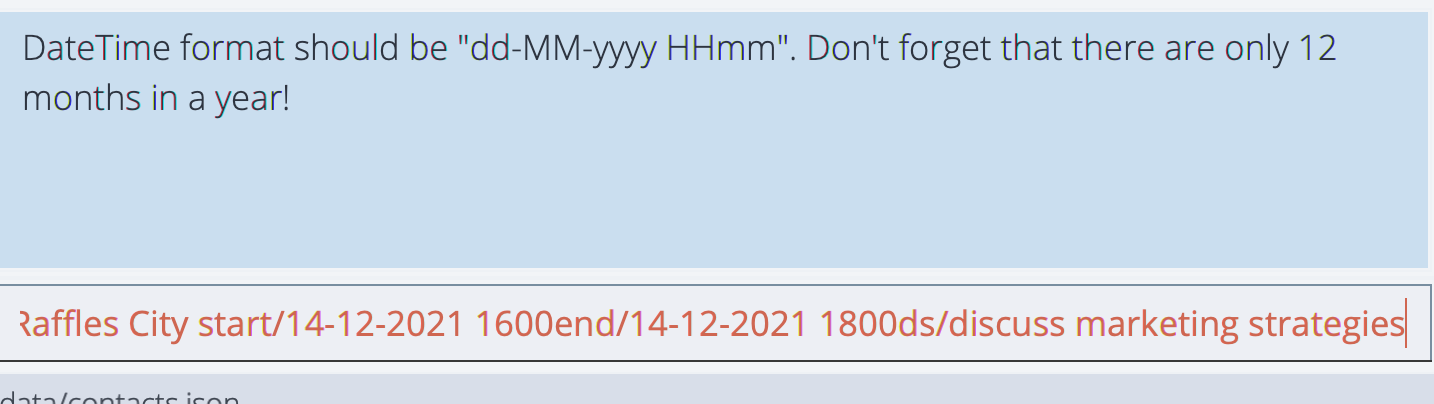 DateTime format should be "dd-MM-yyyy HHmm". Don't forget that there are only 12
months in a year!
Raffles City start/14-12-2021 1600end/14-12-2021 1800ds/discuss marketing strategies
data/contacts.json